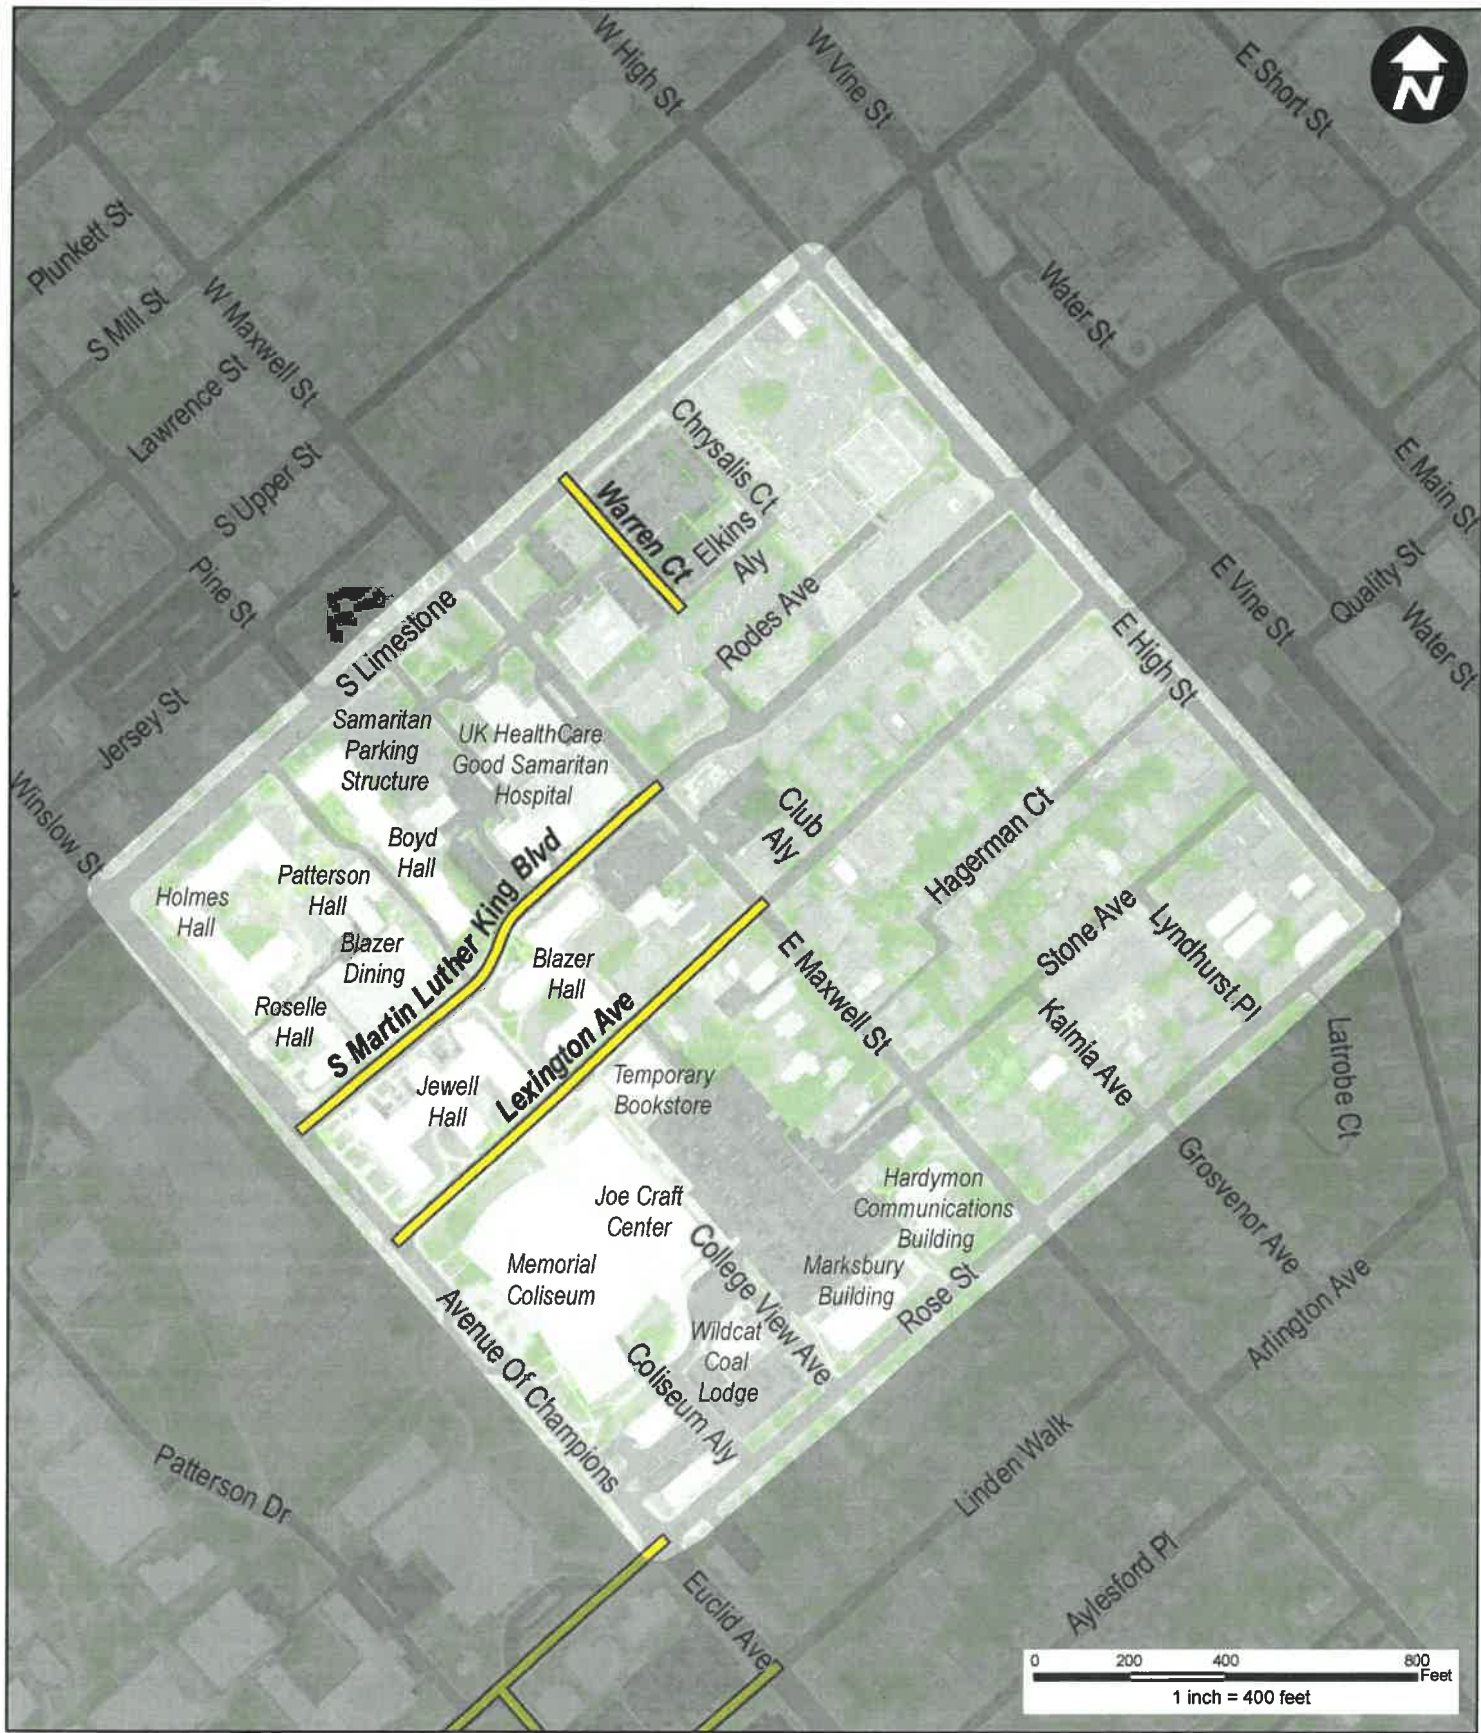 W High St
W Vine St
E Short St
N
Plunkett St
S Mill St
W Maxwell St
Water St
Lawrence St
S Upper St
Chrysalis Ct
E Main St
Warren Ct
Elkins
Aly
Pine St
Rodes Ave
E Vine St
Quality St
Water St
S Limestone
E High St
Jersey St
Samaritan
Parking
Structure
UK HealthCare
Good Samaritan
Hospital
Winslow St
Club
Aly
Hagerman Ct
Boyd
Hall
Patterson
Hall
Holmes
Hall
S Martin Luther King Blvd
Blazer
Dining
Blazer
Hall
Stone Ave
Lyndhurst Pl
E Maxwell St
Roselle
Hall
Lexington Ave
Kalmia Ave
Latrobe Ct
Jewell
Hall
Temporary
Bookstore
Grosvenor Ave
Hardymon
Communications
Building
Joe Craft
Center
College View Ave
Memorial
Coliseum
Marksbury
Building
Rose St
Arlington Ave
Avenue Of Champions
Wildcat
Coal
Lodge
Coliseum Aly
Patterson Dr
Linden Walk
Aylesford Pl
Euclid Ave
0 200 400 800
Feet
1 inch = 400 feet